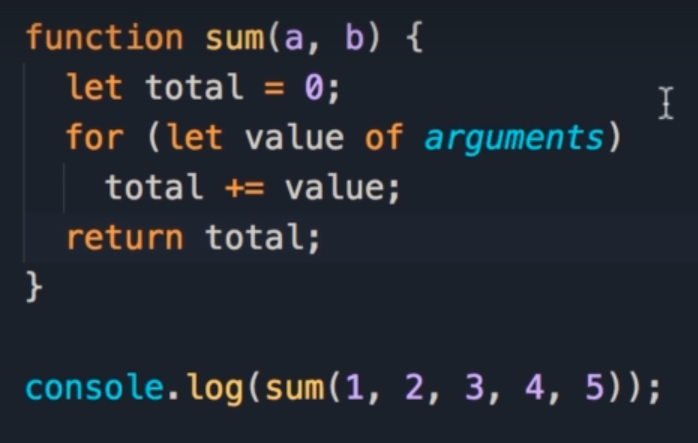 function sum(a, b) {
  let total = 0;
  for (let value of arguments)
    total += value;
  return total;
}

console.log(sum(1, 2, 3, 4, 5));